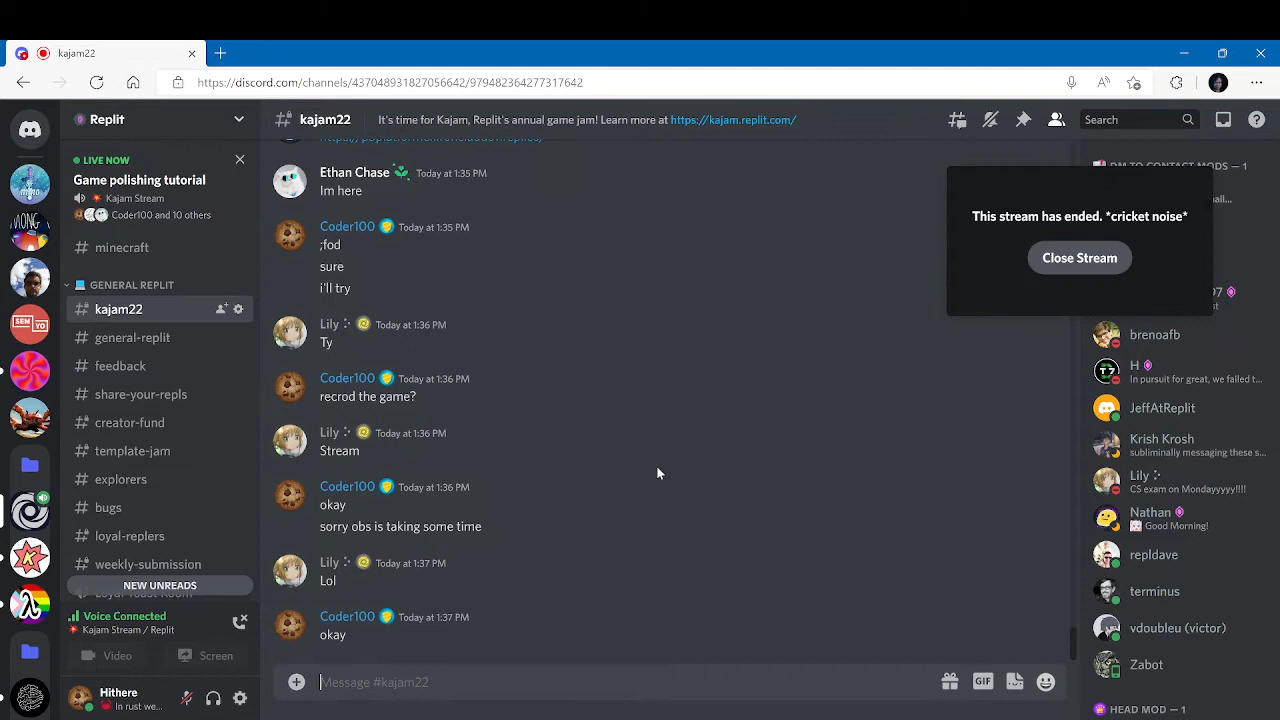 kajam22
https://discord.com/channels/437048931827056642/979482364277317642
Replit
kajam22
It's time for Kajam, Replit's annual game jam! Learn more at https://kajam.replit.com/
Search
LIVE NOW
Game polishing tutorial
Kajam Stream
Coder100 and 10 others
minecraft
GENERAL REPLIT
kajam22
general-replit
feedback
share-your-repls
creator-fund
template-jam
explorers
bugs
loyal-replers
weekly-submission
NEW UNREADS
Voice Connected
Kajam Stream / Replit
Video
Screen
Hithere
In rust we...
Ethan Chase Today at 1:35 PM
Im here
Coder100 Today at 1:35 PM
;fod
sure
i'll try
Lily Today at 1:36 PM
Ty
Coder100 Today at 1:36 PM
recrod the game?
Lily Today at 1:36 PM
Stream
Coder100 Today at 1:36 PM
okay
sorry obs is taking some time
Lily Today at 1:37 PM
Lol
Coder100 Today at 1:37 PM
okay
Message #kajam22
GIF
DM TO CONTACT MODS — 1
This stream has ended. *cricket noise*
Close Stream
brenoafb
H
In pursuit for great, we failed t...
JeffAtReplit
Krish Krosh
subliminally messaging these s...
Lily
CS exam on Mondayyyyy!!!!
Nathan
Good Morning!
repldave
terminus
vdoubleu (victor)
Zabot
HEAD MOD — 1